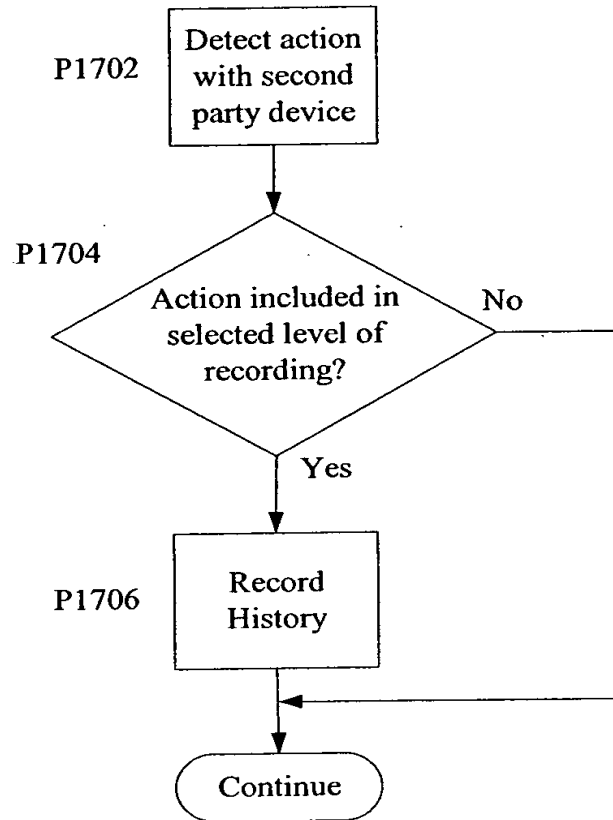 P1702
Detect action
with second
party device
P1704
Action included in
selected level of
recording?
No
Yes
P1706
Record
History
Continue